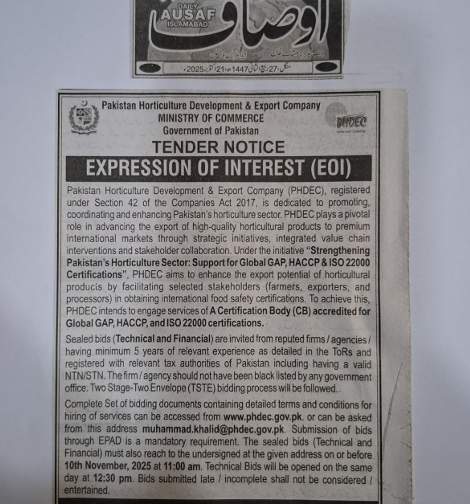 DAILY
AUSAF
ISLAMABAD
اوصاف
Pakistan Horticulture Development & Export Company
MINISTRY OF COMMERCE
Government of Pakistan
PHDEC
TENDER NOTICE
EXPRESSION OF INTEREST (EOI)
Pakistan Horticulture Development & Export Company (PHDEC), registered
under Section 42 of the Companies Act 2017, is dedicated to promoting,
coordinating and enhancing Pakistan's horticulture sector. PHDEC plays a pivotal
role in advancing the export of high-quality horticultural products to premium
international markets through strategic initiatives, integrated value chain
interventions and stakeholder collaboration. Under the initiative "Strengthening
Pakistan's Horticulture Sector: Support for Global GAP, HACCP & ISO 22000
Certifications", PHDEC aims to enhance the export potential of horticultural
products by facilitating selected stakeholders (farmers, exporters, and
processors) in obtaining international food safety certifications. To achieve this,
PHDEC intends to engage services of A Certification Body (CB) accredited for
Global GAP, HACCP, and ISO 22000 certifications.
Sealed bids (Technical and Financial) are invited from reputed firms / agencies /
having minimum 5 years of relevant experience as detailed in the ToRs and
registered with relevant tax authorities of Pakistan including having a valid
NTN/STN. The firm / agency should not have been black listed by any government
office. Two Stage-Two Envelope (TSTE) bidding process will be followed.
Complete Set of bidding documents containing detailed terms and conditions for
hiring of services can be accessed from www.phdec.gov.pk. or can be asked
from this address muhammad.khalid@phdec.gov.pk. Submission of bids
through EPAD is a mandatory requirement. The sealed bids (Technical and
Financial) must also reach to the undersigned at the given address on or before
10th November, 2025 at 11:00 am. Technical Bids will be opened on the same
day at 12:30 pm. Bids submitted late / incomplete shall not be considered /
entertained.